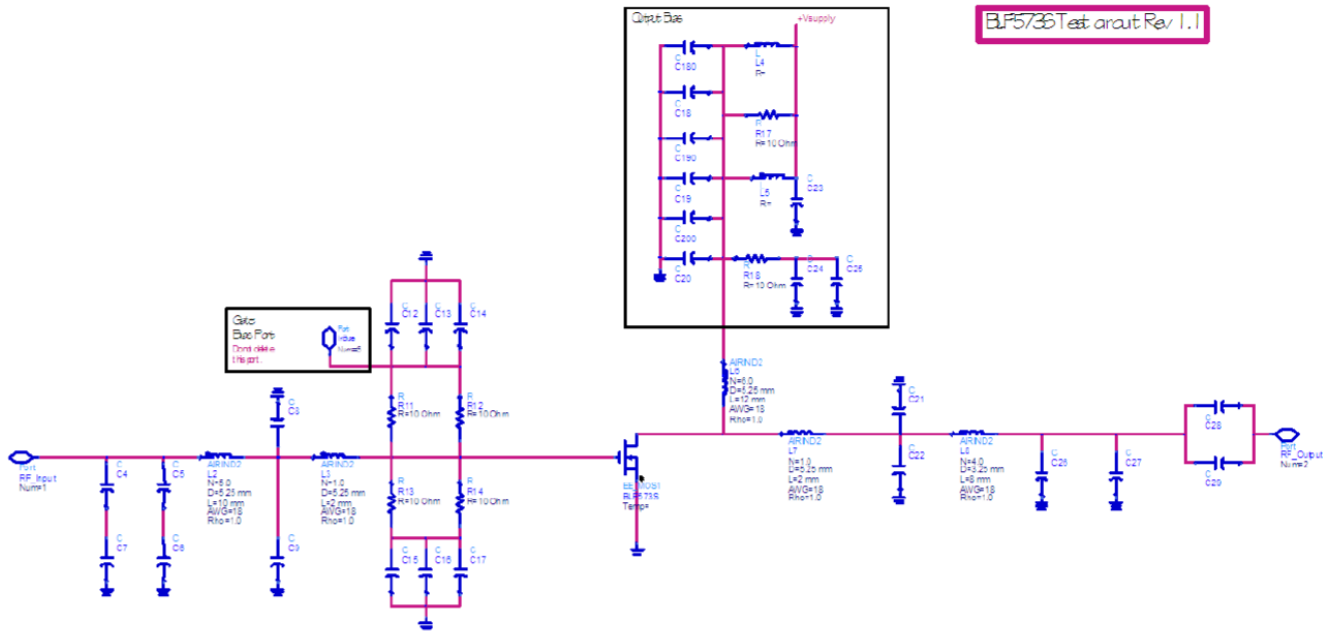 BLF573S Test circuit Rev 1.1
Output Bias
+Vsupply
C
C180
L
L4
R=
C
C18
R
R17
R=10 Ohm
C
C190
C
C19
L
L5
R=
C
C23
C
C200
C
C20
R
R18
R=10 Ohm
C
C24
C
C25
Gate
Bias Port
Do not delete
this port.
Port
Num=3
C
C12
C
C13
C
C14
R
R11
R=10 Ohm
R
R12
R=10 Ohm
AIRIND2
L6
N=6.0
D=5.25 mm
L=12 mm
AWG=18
Rho=1.0
C
C3
Port
RF_Input
Num=1
C
C4
C
C5
AIRIND2
L2
N=5.0
D=5.25 mm
L=10 mm
AWG=18
Rho=1.0
AIRIND2
L3
N=1.0
D=5.25 mm
L=2 mm
AWG=18
Rho=1.0
R
R13
R=10 Ohm
R
R14
R=10 Ohm
EE_MOS1
BLF573S
Temp=
AIRIND2
L7
N=1.0
D=5.25 mm
L=2 mm
AWG=18
Rho=1.0
C
C21
C
C22
AIRIND2
L8
N=4.0
D=3.25 mm
L=8 mm
AWG=18
Rho=1.0
C
C26
C
C27
C
C28
C
C29
Port
RF_Output
Num=2
C
C7
C
C6
C
C9
C
C15
C
C16
C
C17